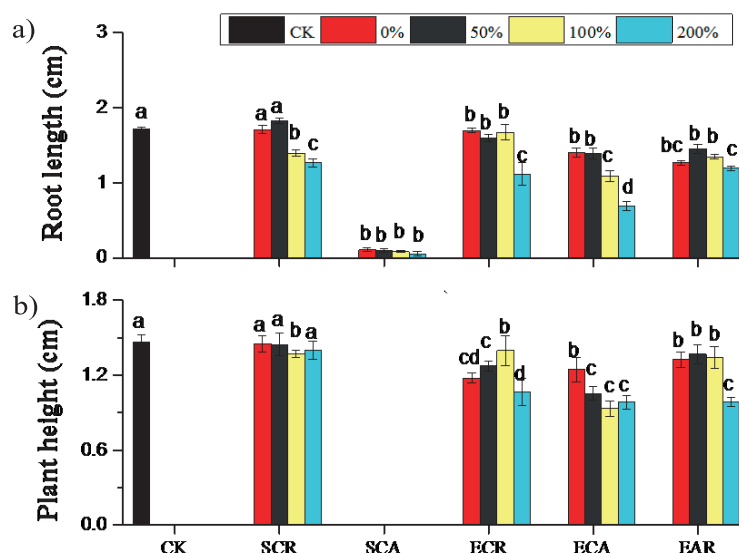 a)
CK 0% 50% 100% 200%
Root length (cm)
3
2
1
0
a
a a b c
b b b b
b b b c
b b c d
bc b b c
b)
Plant height (cm)
1.8
1.2
0.6
0.0
a
a a b a
cd c b d
b c c c
b b b c
CK SCR SCA ECR ECA EAR